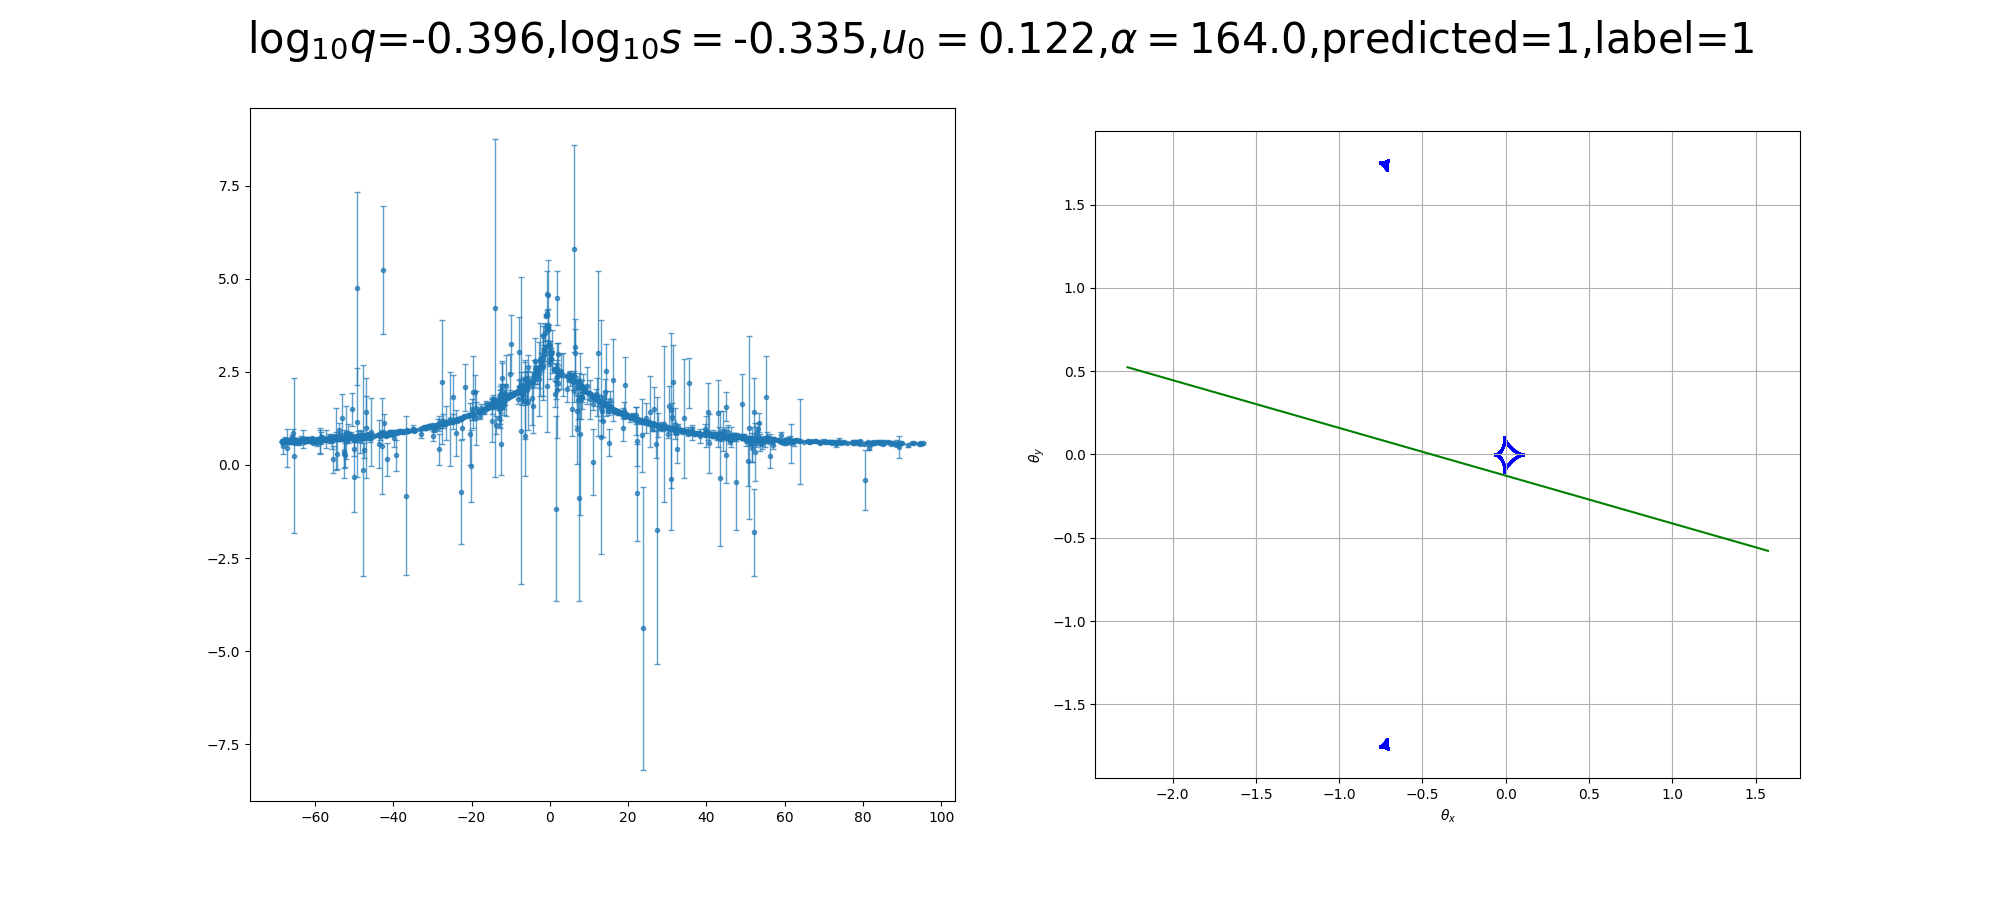 log₁₀q=-0.396,log₁₀s = -0.335,u₀ = 0.122,α = 164.0,predicted=1,label=1
7.5
5.0
2.5
0.0
−2.5
−5.0
−7.5
−60 −40 −20 0 20 40 60 80 100
1.5
1.0
0.5
0.0
−0.5
−1.0
−1.5
θy
−2.0 −1.5 −1.0 −0.5 0.0 0.5 1.0 1.5
θx